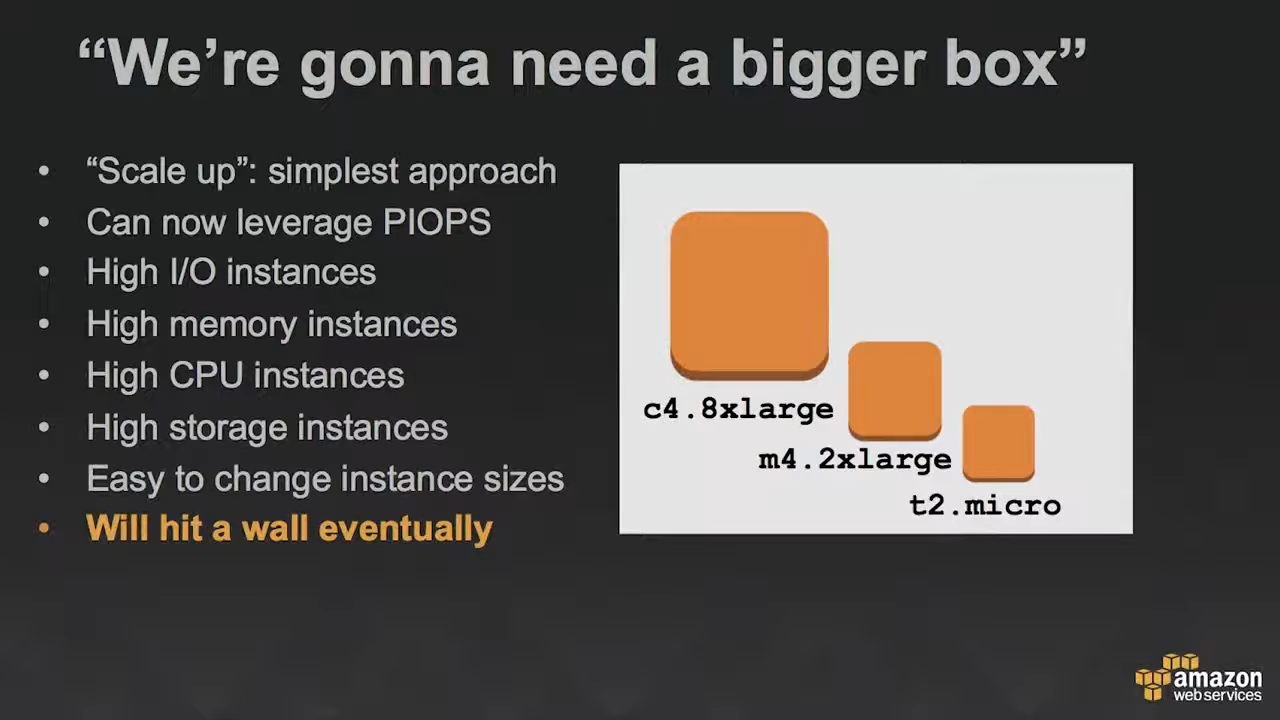 “We’re gonna need a bigger box”
• “Scale up”: simplest approach
• Can now leverage PIOPS
• High I/O instances
• High memory instances
• High CPU instances
• High storage instances
• Easy to change instance sizes
• Will hit a wall eventually
c4.8xlarge
m4.2xlarge
t2.micro
amazon
web services